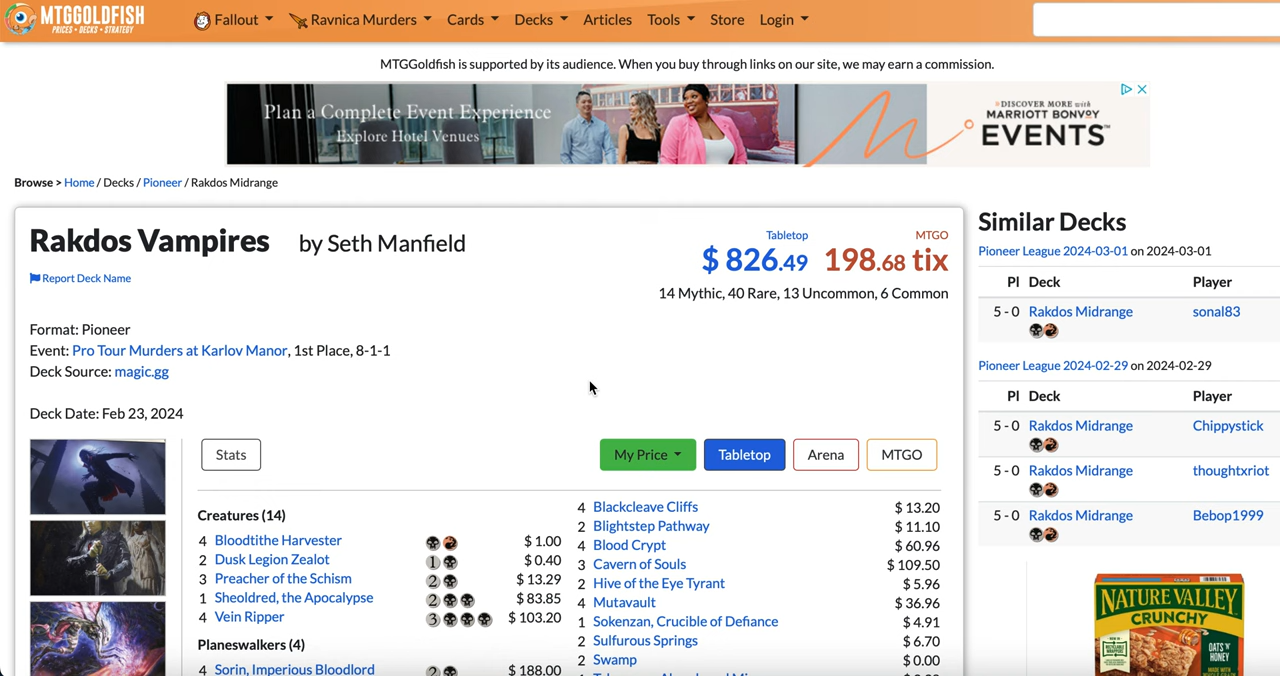 MTGGOLDFISH
PRICES • DECKS • STRATEGY
Fallout
Ravnica Murders
Cards
Decks
Articles
Tools
Store
Login
MTGGoldfish is supported by its audience. When you buy through links on our site, we may earn a commission.
Plan a Complete Event Experience
Explore Hotel Venues
DISCOVER MORE with
MARRIOTT BONVOY
EVENTS™
Browse > Home / Decks / Pioneer / Rakdos Midrange
Rakdos Vampires by Seth Manfield
Report Deck Name
Tabletop
$ 826.49
MTGO
198.68 tix
14 Mythic, 40 Rare, 13 Uncommon, 6 Common
Format: Pioneer
Event: Pro Tour Murders at Karlov Manor, 1st Place, 8-1-1
Deck Source: magic.gg
Deck Date: Feb 23, 2024
Stats
My Price
Tabletop
Arena
MTGO
Creatures (14)
4 Bloodtithe Harvester $ 1.00
2 Dusk Legion Zealot 1 $ 0.40
3 Preacher of the Schism 2 $ 13.29
1 Sheoldred, the Apocalypse 2 $ 83.85
4 Vein Ripper 3 $ 103.20
Planeswalkers (4)
4 Sorin, Imperious Bloodlord 2 $ 188.00
4 Blackcleave Cliffs $ 13.20
2 Blightstep Pathway $ 11.10
4 Blood Crypt $ 60.96
3 Cavern of Souls $ 109.50
2 Hive of the Eye Tyrant $ 5.96
4 Mutavault $ 36.96
1 Sokenzan, Crucible of Defiance $ 4.91
2 Sulfurous Springs $ 6.70
2 Swamp $ 0.00
Similar Decks
Pioneer League 2024-03-01 on 2024-03-01
Pl Deck Player
5 - 0 Rakdos Midrange sonal83
Pioneer League 2024-02-29 on 2024-02-29
Pl Deck Player
5 - 0 Rakdos Midrange Chippystick
5 - 0 Rakdos Midrange thoughtxriot
5 - 0 Rakdos Midrange Bebop1999
NATURE VALLEY
CRUNCHY
OATS 'N'
HONEY